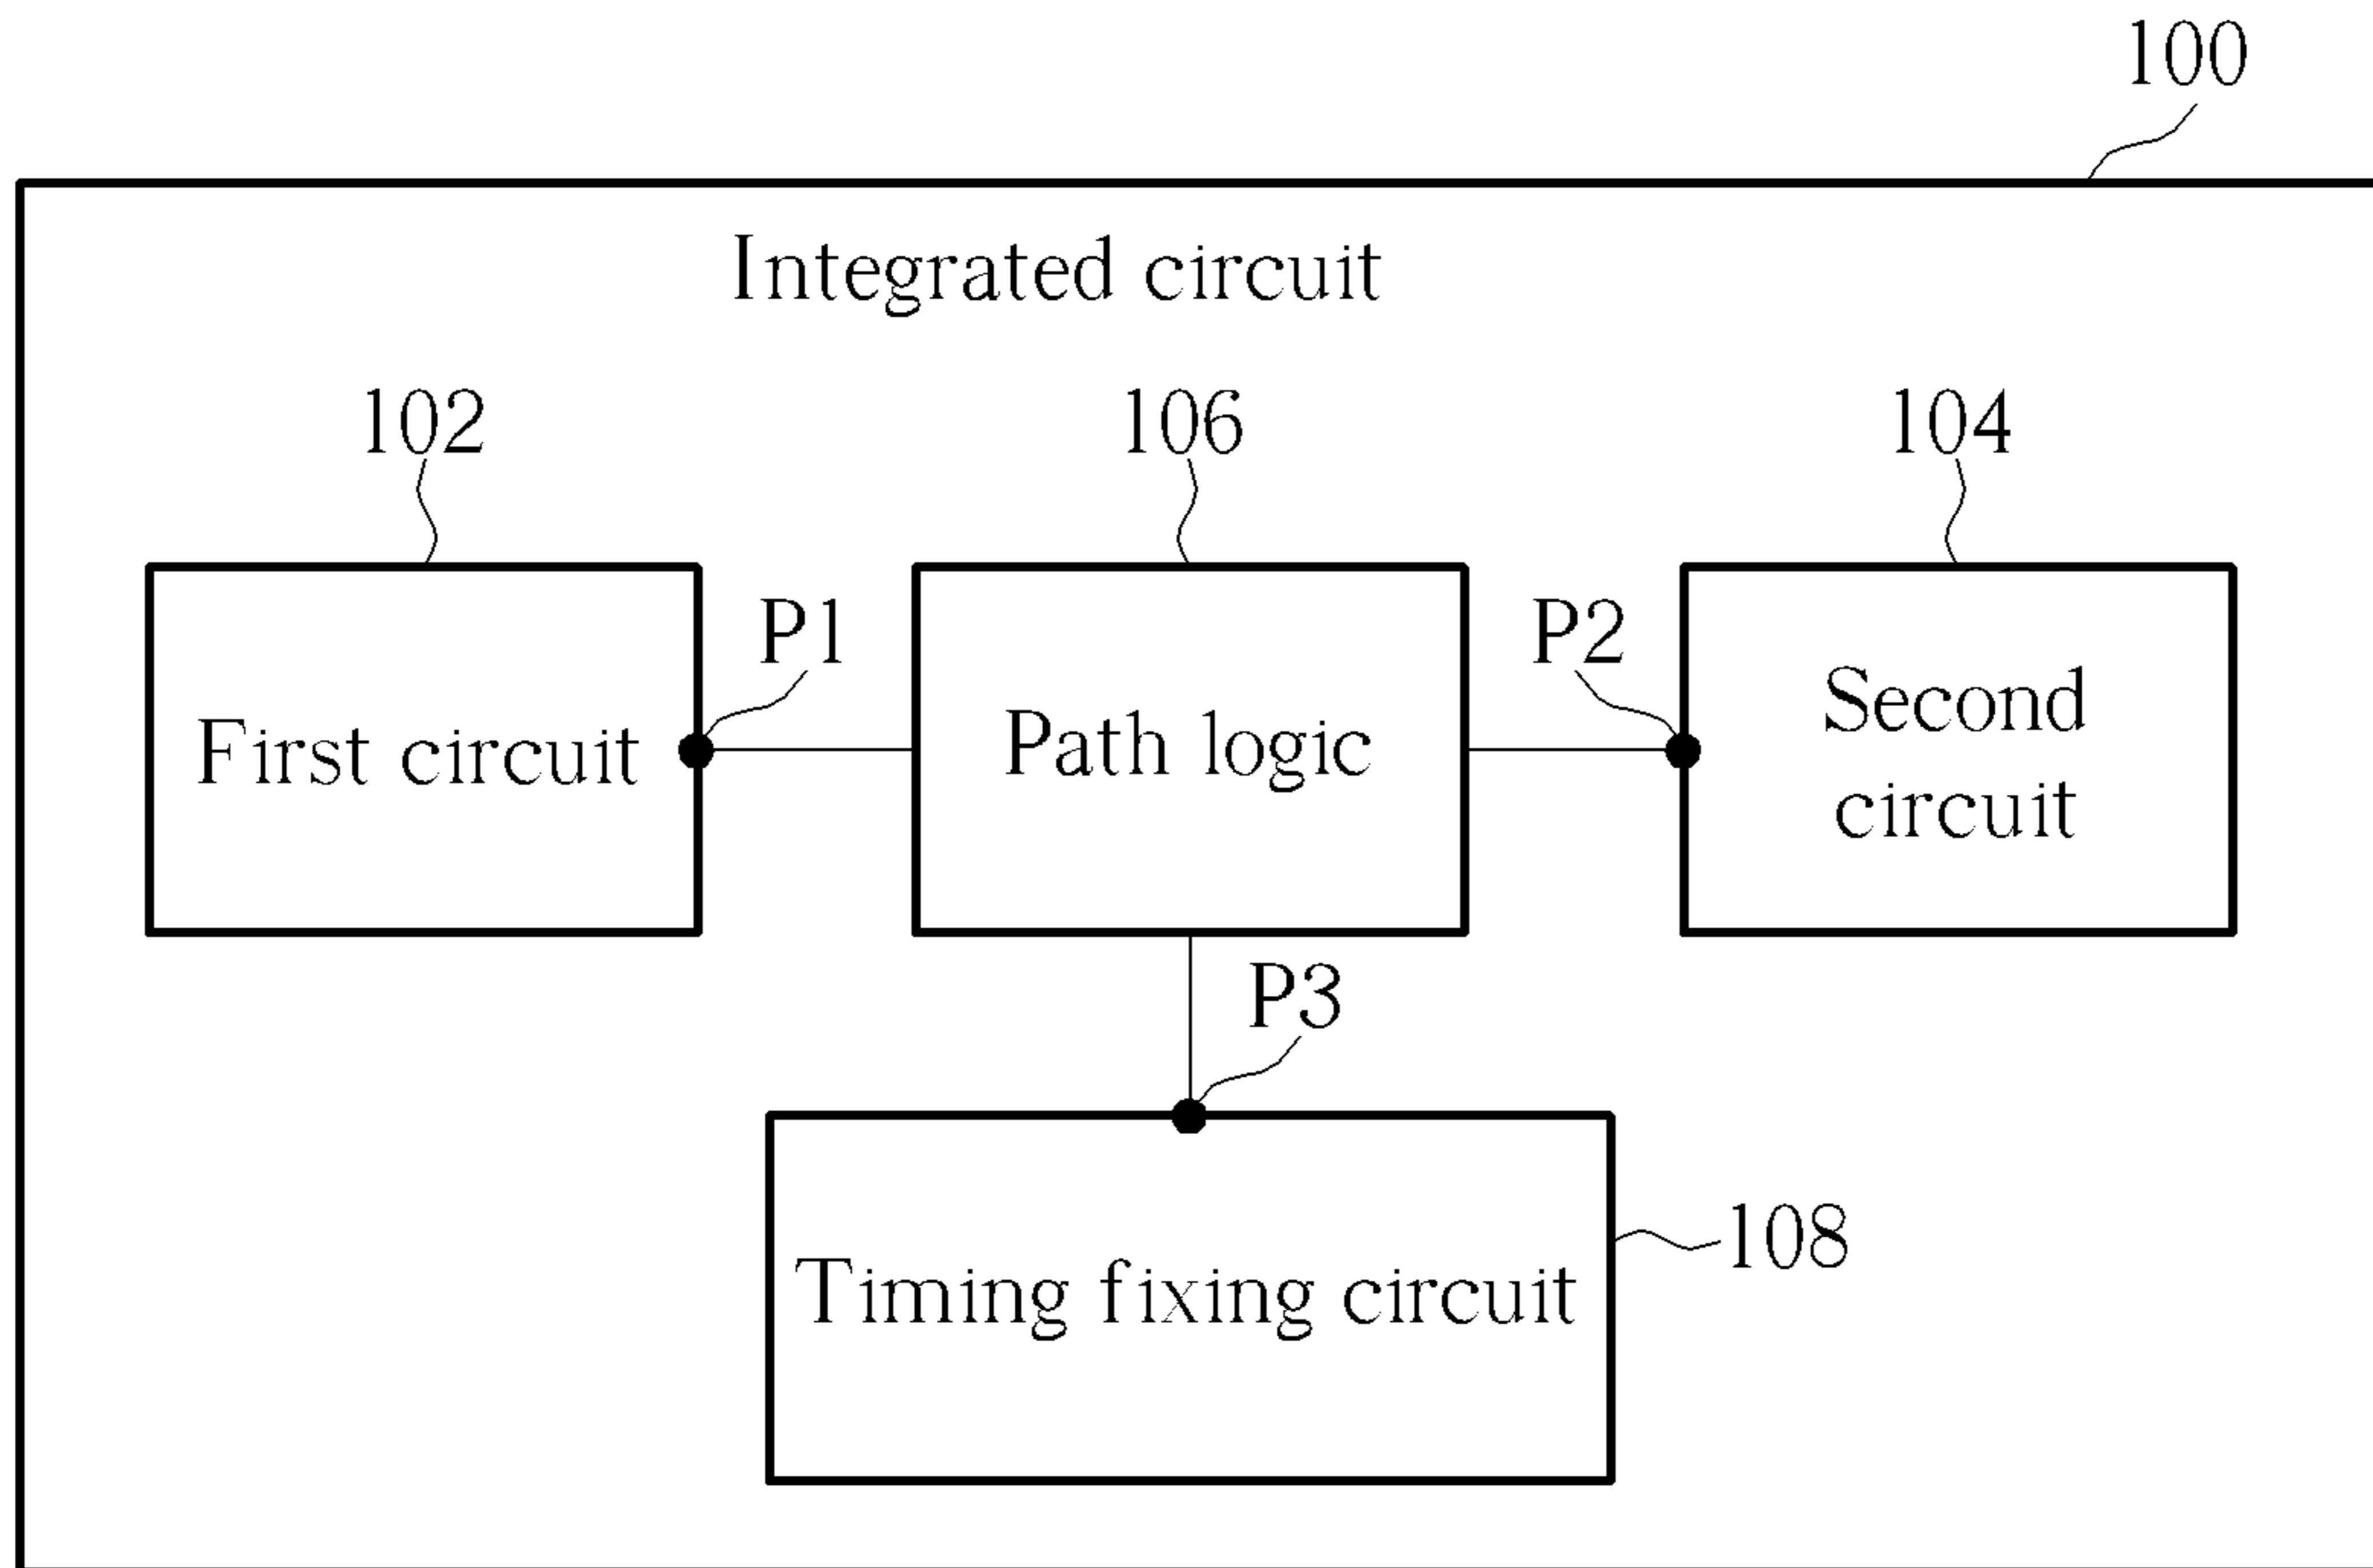 100
Integrated circuit
102
106
104
P1
P2
First circuit
Path logic
Second
circuit
P3
Timing fixing circuit
108